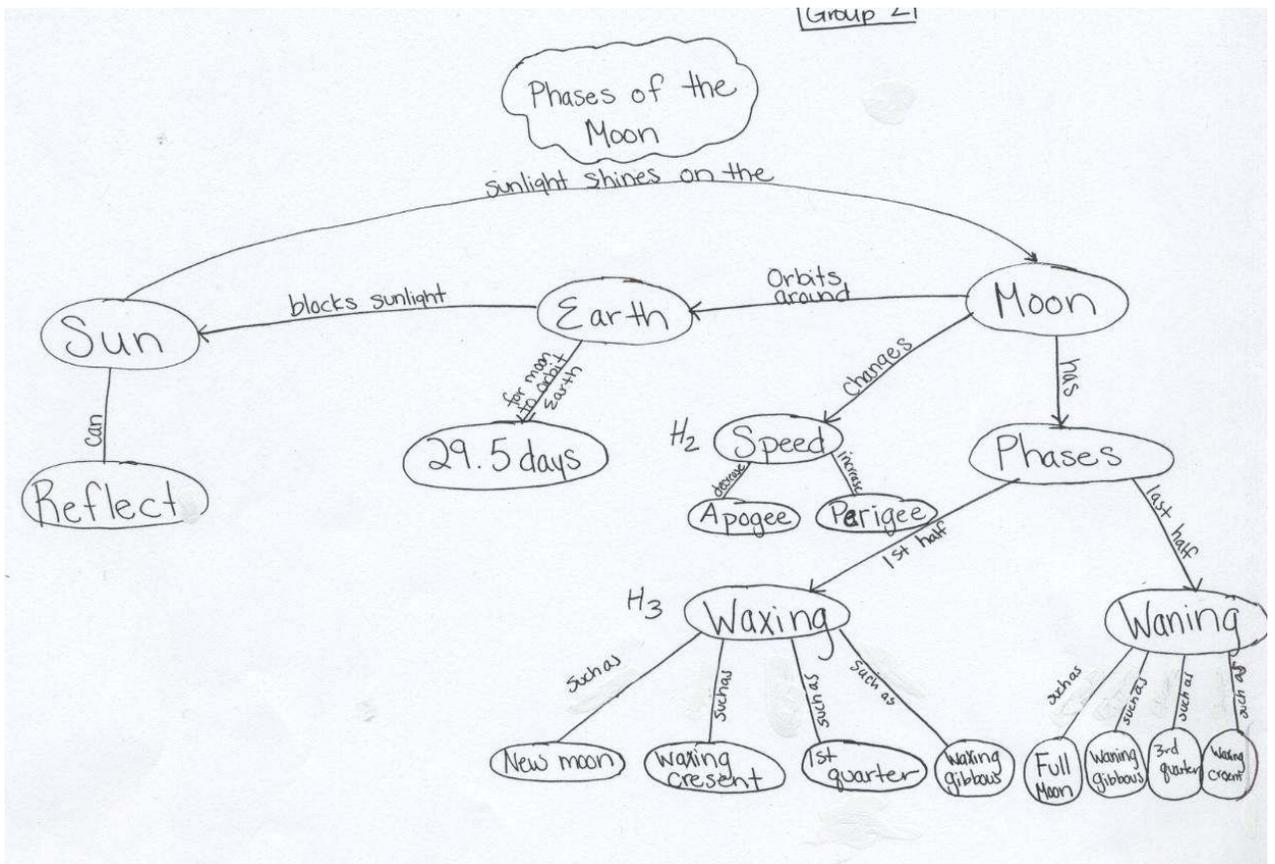 Group 21
Phases of the
Moon
sunlight shines on the
Sun
blocks sunlight
Earth
Orbits
around
Moon
can
Reflect
for moon
to orbit
Earth
29.5 days
changes
has
H2
Speed
decrease
increase
Apogee
Perigee
Phases
1st half
last half
H3
Waxing
Waning
such as
such as
such as
such as
such as
such as
such as
such as
New moon
waxing
cresent
1st
quarter
Waxing
gibbous
Full
Moon
Waning
gibbous
3rd
quarter